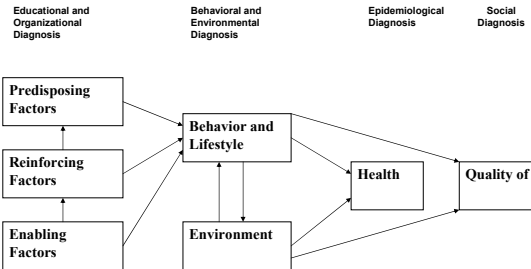 Educational and
Organizational
Diagnosis
Behavioral and
Environmental
Diagnosis
Epidemiological
Diagnosis
Social
Diagnosis
Predisposing
Factors
Reinforcing
Factors
Enabling
Factors
Behavior and
Lifestyle
Environment
Health
Quality of